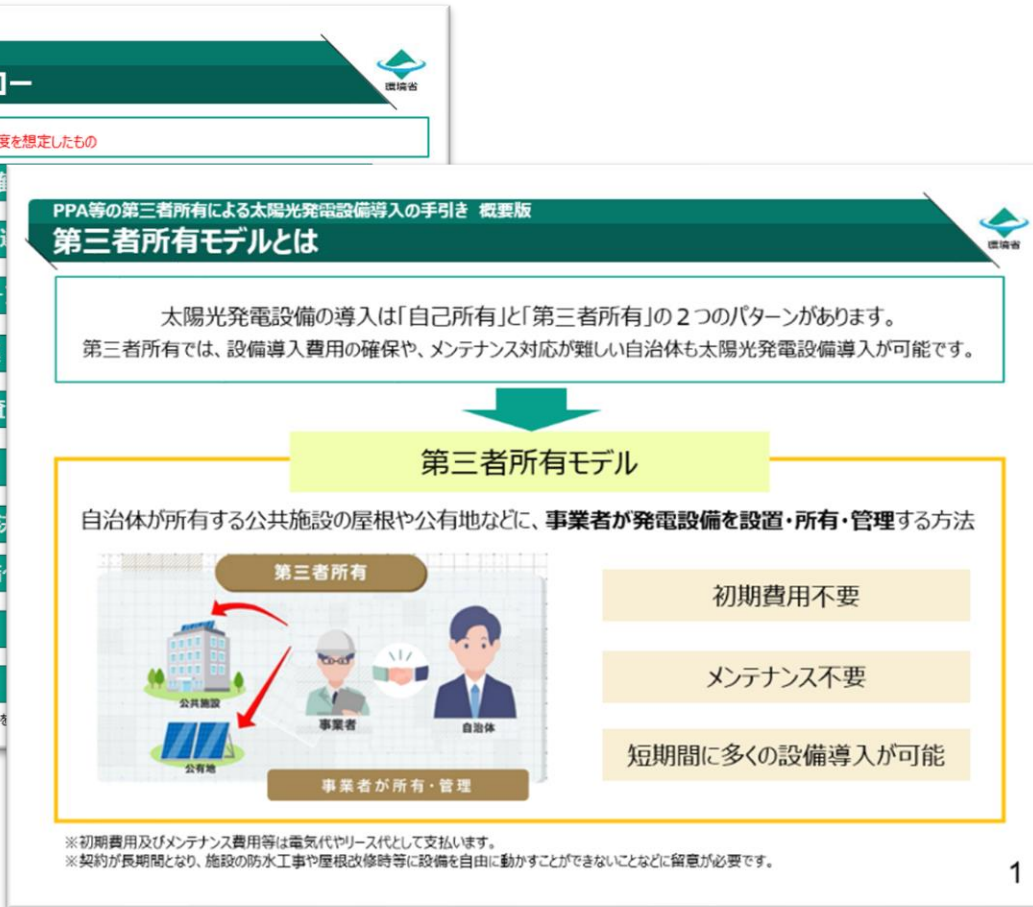 ロー
環境省
度を想定したもの
PPA等の第三者所有による太陽光発電設備導入の手引き 概要版
第三者所有モデルとは
環境省
太陽光発電設備の導入は「自己所有」と「第三者所有」の2つのパターンがあります。
第三者所有では、設備導入費用の確保や、メンテナンス対応が難しい自治体も太陽光発電設備導入が可能です。
第三者所有モデル
自治体が所有する公共施設の屋根や公有地などに、事業者が発電設備を設置・所有・管理する方法
第三者所有
公共施設
公有地
事業者
自治体
事業者が所有・管理
初期費用不要
メンテナンス不要
短期間に多くの設備導入が可能
※初期費用及びメンテナンス費用等は電気代やリース代として支払います。
※契約が長期間となり、施設の防水工事や屋根改修時等に設備を自由に動かすことができないことなどに留意が必要です。
1